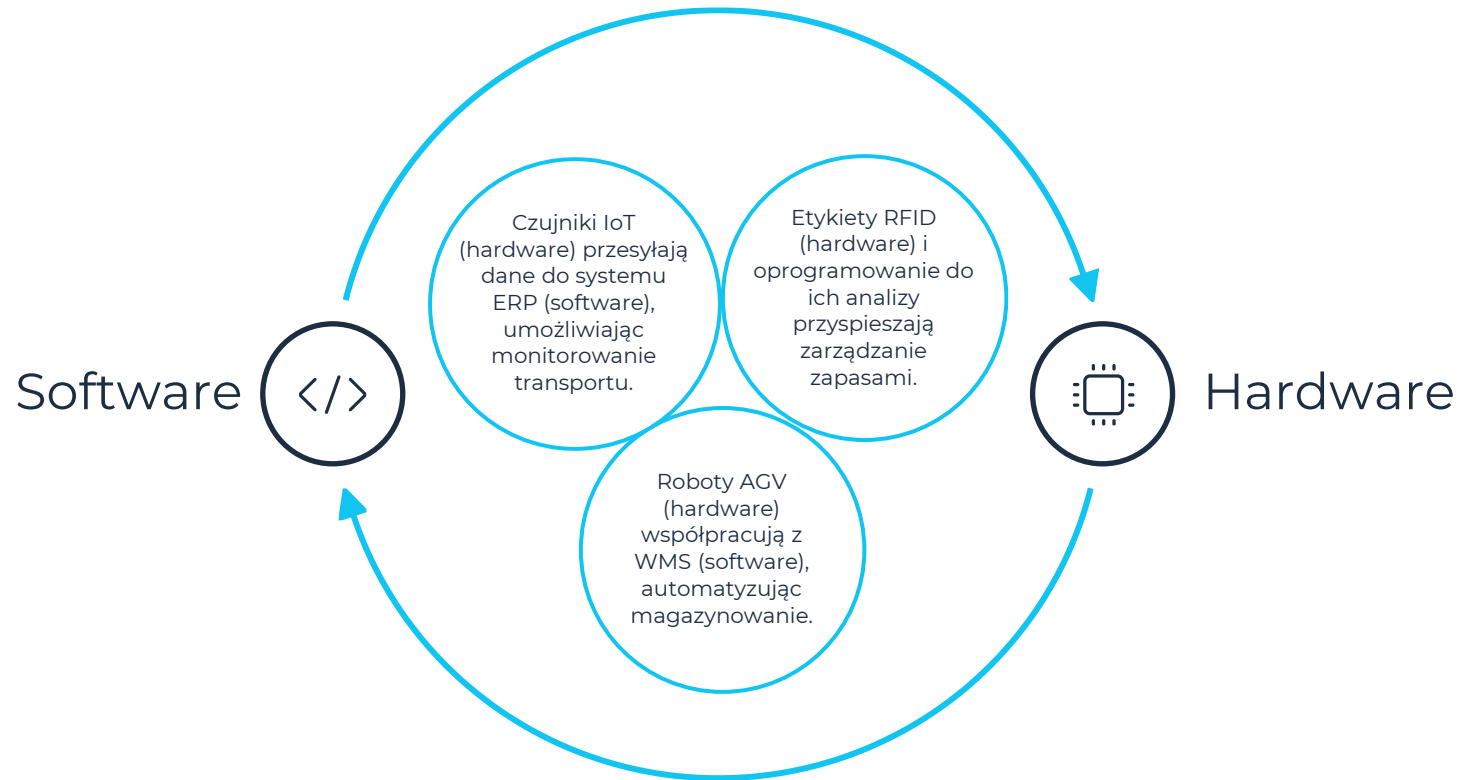 Software
Czujniki IoT
(hardware) przesyłają
dane do systemu
ERP (software),
umożliwiając
monitorowanie
transportu.
Etykiety RFID
(hardware) i
oprogramowanie do
ich analizy
przyspieszają
zarządzanie
zapasami.
Roboty AGV
(hardware)
współpracują z
WMS (software),
automatyzując
magazynowanie.
Hardware